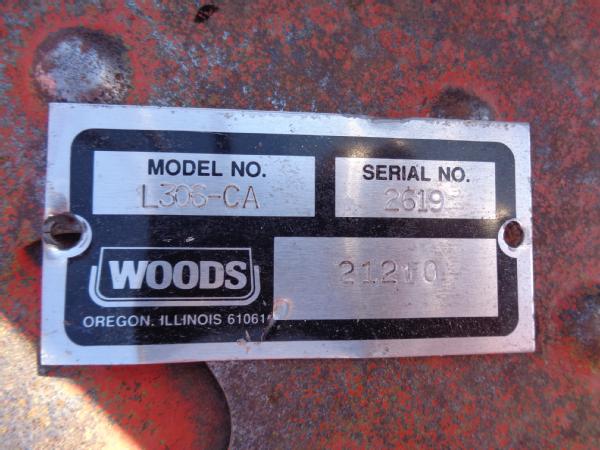 MODEL NO. SERIAL NO.
L306-CA 2619
WOODS
21210
OREGON, ILLINOIS 61061